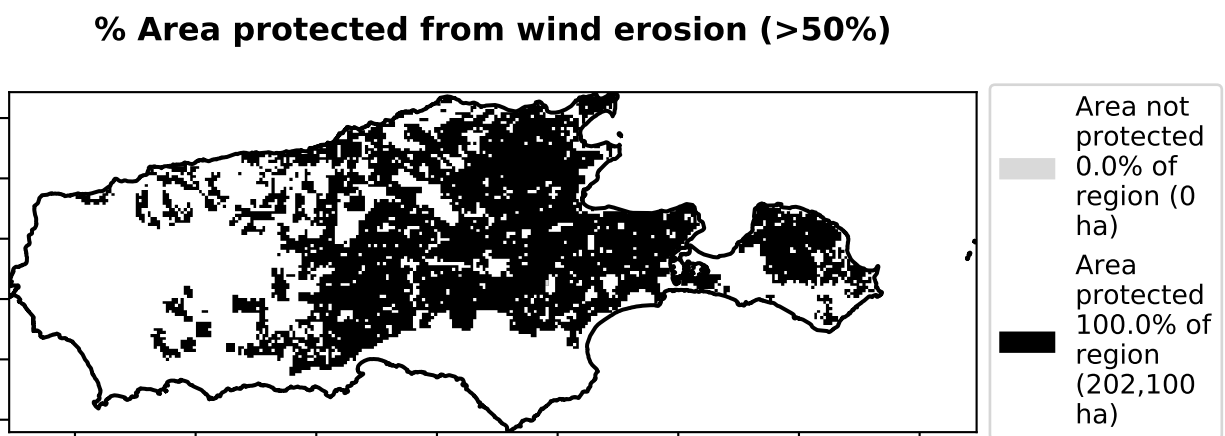 % Area protected from wind erosion (>50%)
Area not
protected
0.0% of
region (0
ha)
Area
protected
100.0% of
region
(202,100
ha)